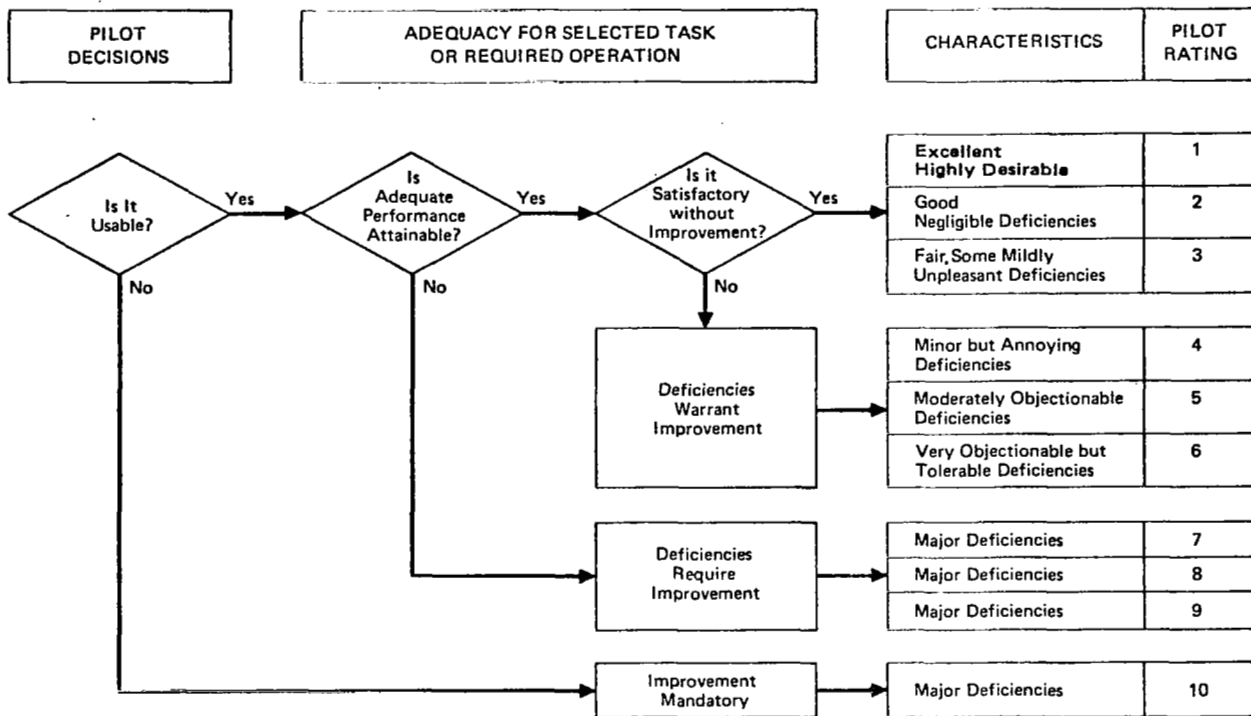 PILOT
DECISIONS
ADEQUACY FOR SELECTED TASK
OR REQUIRED OPERATION
CHARACTERISTICS
PILOT
RATING
Is It
Usable?
Yes
No
Is
Adequate
Performance
Attainable?
Yes
No
Is it
Satisfactory
without
Improvement?
Yes
No
Excellent
Highly Desirable
1
Good
Negligible Deficiencies
2
Fair, Some Mildly
Unpleasant Deficiencies
3
Deficiencies
Warrant
Improvement
Minor but Annoying
Deficiencies
4
Moderately Objectionable
Deficiencies
5
Very Objectionable but
Tolerable Deficiencies
6
Deficiencies
Require
Improvement
Major Deficiencies
7
Major Deficiencies
8
Major Deficiencies
9
Improvement
Mandatory
Major Deficiencies
10